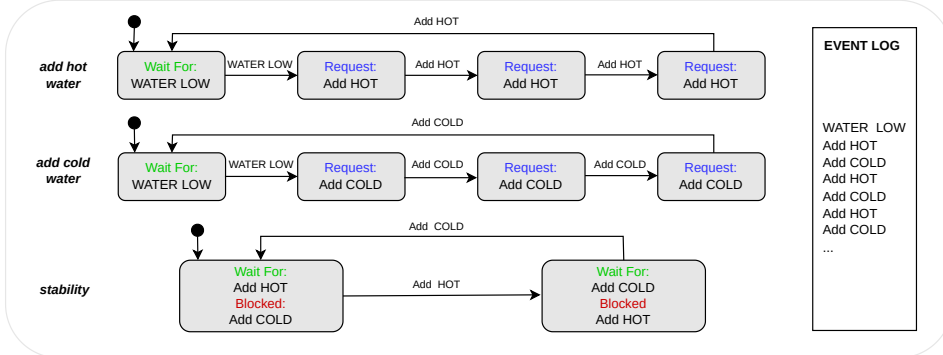 Add HOT
add hot
water
Wait For:
WATER LOW
WATER LOW
Request:
Add HOT
Add HOT
Request:
Add HOT
Add HOT
Request:
Add HOT
Add COLD
add cold
water
Wait For:
WATER LOW
WATER LOW
Request:
Add COLD
Add COLD
Request:
Add COLD
Add COLD
Request:
Add COLD
Add COLD
stability
Wait For:
Add HOT
Blocked:
Add COLD
Add HOT
Wait For:
Add COLD
Blocked
Add HOT
EVENT LOG
WATER LOW
Add HOT
Add COLD
Add HOT
Add COLD
Add HOT
Add COLD
...